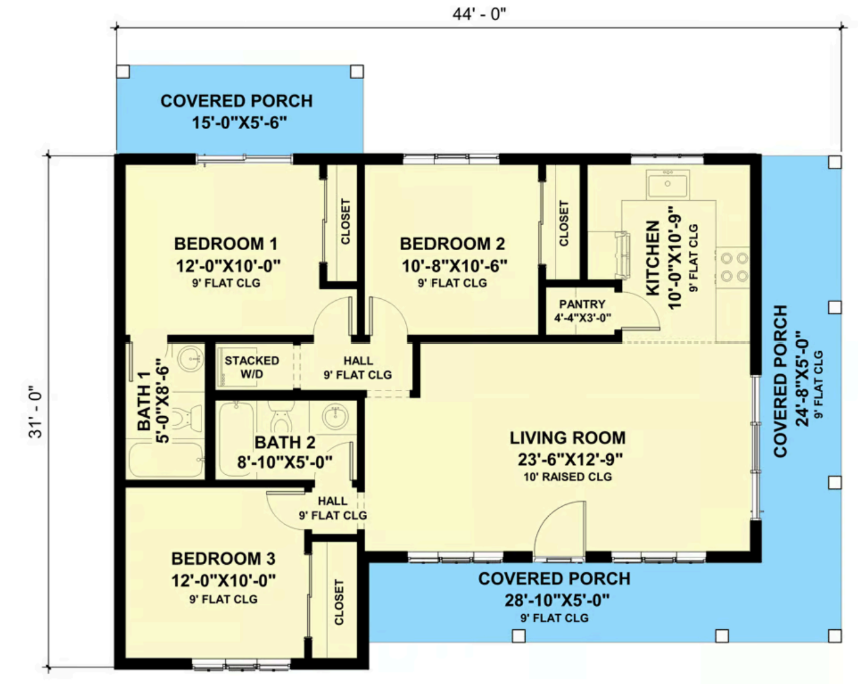 44' - 0"
COVERED PORCH
15'-0"X5'-6"
BEDROOM 1
12'-0"X10'-0"
9' FLAT CLG
CLOSET
BEDROOM 2
10'-8"X10'-6"
9' FLAT CLG
CLOSET
KITCHEN
10'-0"X10'-9"
9' FLAT CLG
PANTRY
4'-4"X3'-0"
STACKED
W/D
HALL
9' FLAT CLG
BATH 1
5'-0"X8'-6"
31' - 0"
BATH 2
8'-10"X5'-0"
LIVING ROOM
23'-6"X12'-9"
10' RAISED CLG
COVERED PORCH
24'-8"X5'-0"
9' FLAT CLG
HALL
9' FLAT CLG
BEDROOM 3
12'-0"X10'-0"
9' FLAT CLG
CLOSET
COVERED PORCH
28'-10"X5'-0"
9' FLAT CLG